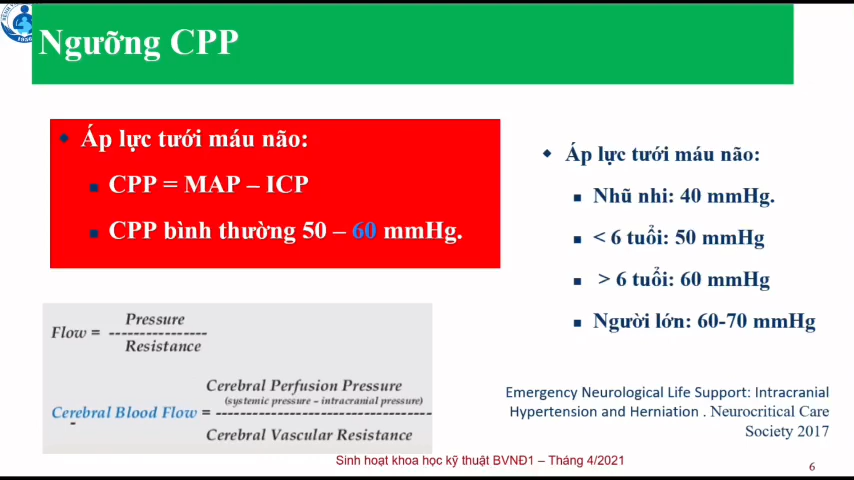 Ngưỡng CPP
Áp lực tưới máu não:
CPP = MAP – ICP
CPP bình thường 50 – 60 mmHg.
Áp lực tưới máu não:
Nhũ nhi: 40 mmHg.
< 6 tuổi: 50 mmHg
> 6 tuổi: 60 mmHg
Người lớn: 60-70 mmHg
Pressure
Flow = ----------------
Resistance
Cerebral Perfusion Pressure
(systemic pressure – intracranial pressure)
Cerebral Blood Flow = -----------------------------------
Cerebral Vascular Resistance
Emergency Neurological Life Support: Intracranial
Hypertension and Herniation . Neurocritical Care
Society 2017
Sinh hoạt khoa học kỹ thuật BVNĐ1 – Tháng 4/2021
6